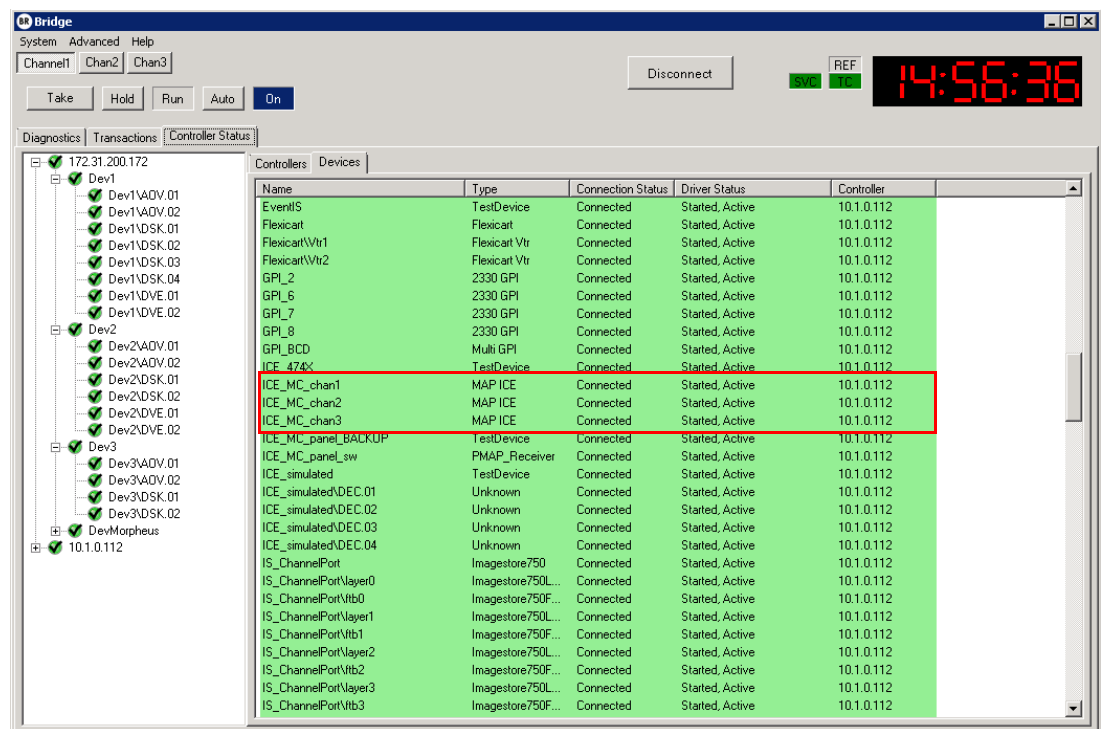 BR Bridge
System Advanced Help
Channel1 Chan2 Chan3
Disconnect
REF
SVC TC
14:56:36
Take Hold Run Auto On
Diagnostics Transactions Controller Status
172.31.200.172
Dev1
Dev1\AOV.01
Dev1\AOV.02
Dev1\DSK.01
Dev1\DSK.02
Dev1\DSK.03
Dev1\DSK.04
Dev1\DVE.01
Dev1\DVE.02
Dev2
Dev2\AOV.01
Dev2\AOV.02
Dev2\DSK.01
Dev2\DSK.02
Dev2\DVE.01
Dev2\DVE.02
Dev3
Dev3\AOV.01
Dev3\AOV.02
Dev3\DSK.01
Dev3\DSK.02
DevMorpheus
10.1.0.112
Controllers Devices
Name Type Connection Status Driver Status Controller
EventIS TestDevice Connected Started, Active 10.1.0.112
Flexicart Flexicart Connected Started, Active 10.1.0.112
Flexicart\Vtr1 Flexicart Vtr Connected Started, Active 10.1.0.112
Flexicart\Vtr2 Flexicart Vtr Connected Started, Active 10.1.0.112
GPI_2 2330 GPI Connected Started, Active 10.1.0.112
GPI_6 2330 GPI Connected Started, Active 10.1.0.112
GPI_7 2330 GPI Connected Started, Active 10.1.0.112
GPI_8 2330 GPI Connected Started, Active 10.1.0.112
GPI_BCD Multi GPI Connected Started, Active 10.1.0.112
ICE_474X TestDevice Connected Started, Active 10.1.0.112
ICE_MC_chan1 MAP ICE Connected Started, Active 10.1.0.112
ICE_MC_chan2 MAP ICE Connected Started, Active 10.1.0.112
ICE_MC_chan3 MAP ICE Connected Started, Active 10.1.0.112
ICE_MC_panel_BACKUP TestDevice Connected Started, Active 10.1.0.112
ICE_MC_panel_sw PMAP_Receiver Connected Started, Active 10.1.0.112
ICE_simulated TestDevice Connected Started, Active 10.1.0.112
ICE_simulated\DEC.01 Unknown Connected Started, Active 10.1.0.112
ICE_simulated\DEC.02 Unknown Connected Started, Active 10.1.0.112
ICE_simulated\DEC.03 Unknown Connected Started, Active 10.1.0.112
ICE_simulated\DEC.04 Unknown Connected Started, Active 10.1.0.112
IS_ChannelPort Imagestore750 Connected Started, Active 10.1.0.112
IS_ChannelPort\layer0 Imagestore750L... Connected Started, Active 10.1.0.112
IS_ChannelPort\ftb0 Imagestore750F... Connected Started, Active 10.1.0.112
IS_ChannelPort\layer1 Imagestore750L... Connected Started, Active 10.1.0.112
IS_ChannelPort\ftb1 Imagestore750F... Connected Started, Active 10.1.0.112
IS_ChannelPort\layer2 Imagestore750L... Connected Started, Active 10.1.0.112
IS_ChannelPort\ftb2 Imagestore750F... Connected Started, Active 10.1.0.112
IS_ChannelPort\layer3 Imagestore750L... Connected Started, Active 10.1.0.112
IS_ChannelPort\ftb3 Imagestore750F... Connected Started, Active 10.1.0.112